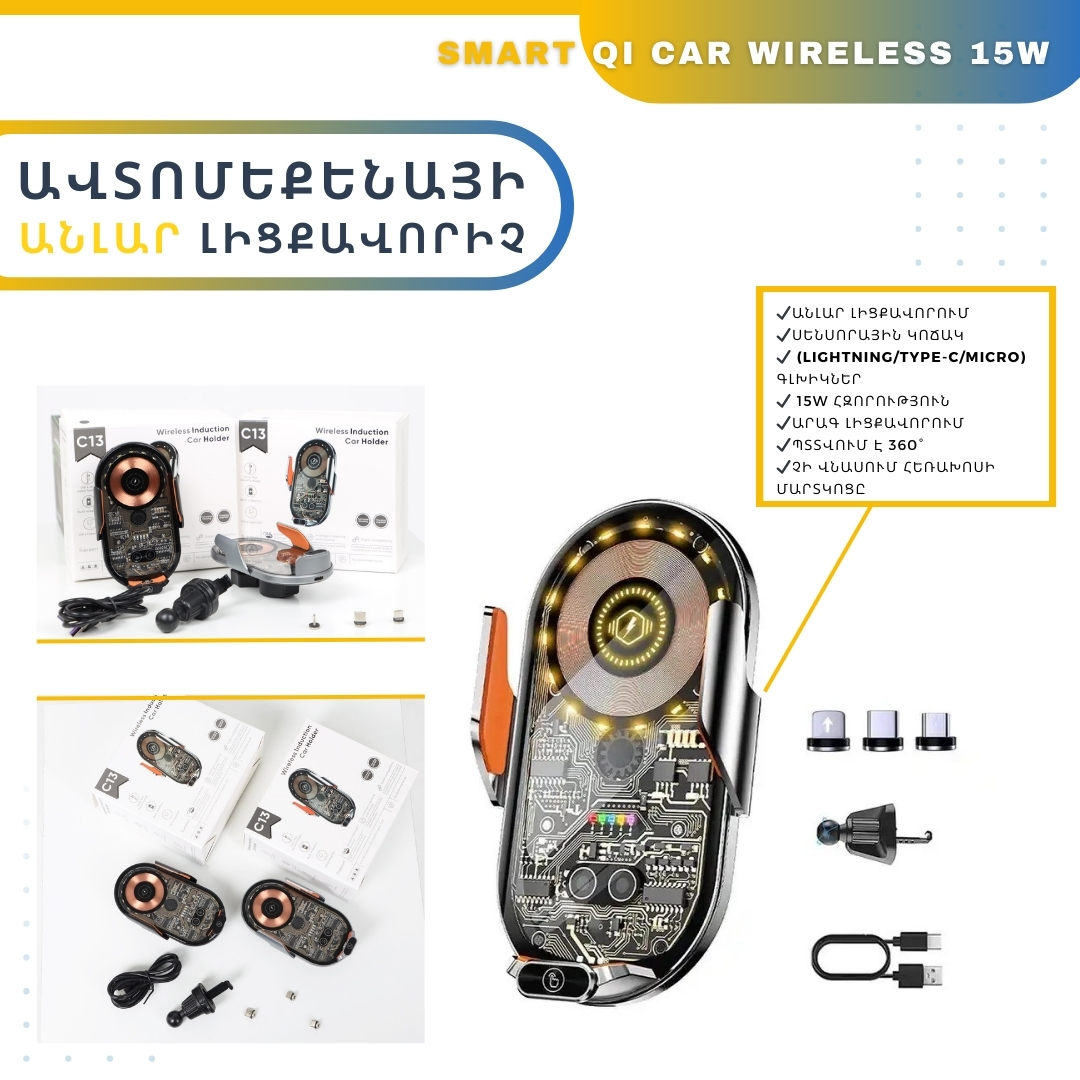 SMART QI CAR WIRELESS 15W
ԱՎՏՈՄԵՔԵՆԱՅԻ
ԱՆԼԱՐ ԼԻՑՔԱՎՈՐԻՉ
✓ԱՆԼԱՐ ԼԻՑՔԱՎՈՐՈՒՄ
✓ՍԵՆՍՈՐԱՅԻՆ ԿՈՃԱԿ
✓ (LIGHTNING/TYPE-C/MICRO)
ԳԼԽԻԿՆԵՐ
✓ 15W ՀԶՈՐՈՒԹՅՈՒՆ
✓ԱՐԱԳ ԼԻՑՔԱՎՈՐՈՒՄ
✓ՊՏՏՎՈՒՄ Է 360°
✓ՉԻ ՎՆԱՍՈՒՄ ՀԵՌԱԽՈՍԻ
ՄԱՐՏԿՈՑԸ
C13
Wireless Induction
Car Holder
C13
Wireless Induction
Car Holder
C13
Wireless Induc
Car Ho
C13
Wireless Induction
Car Holder